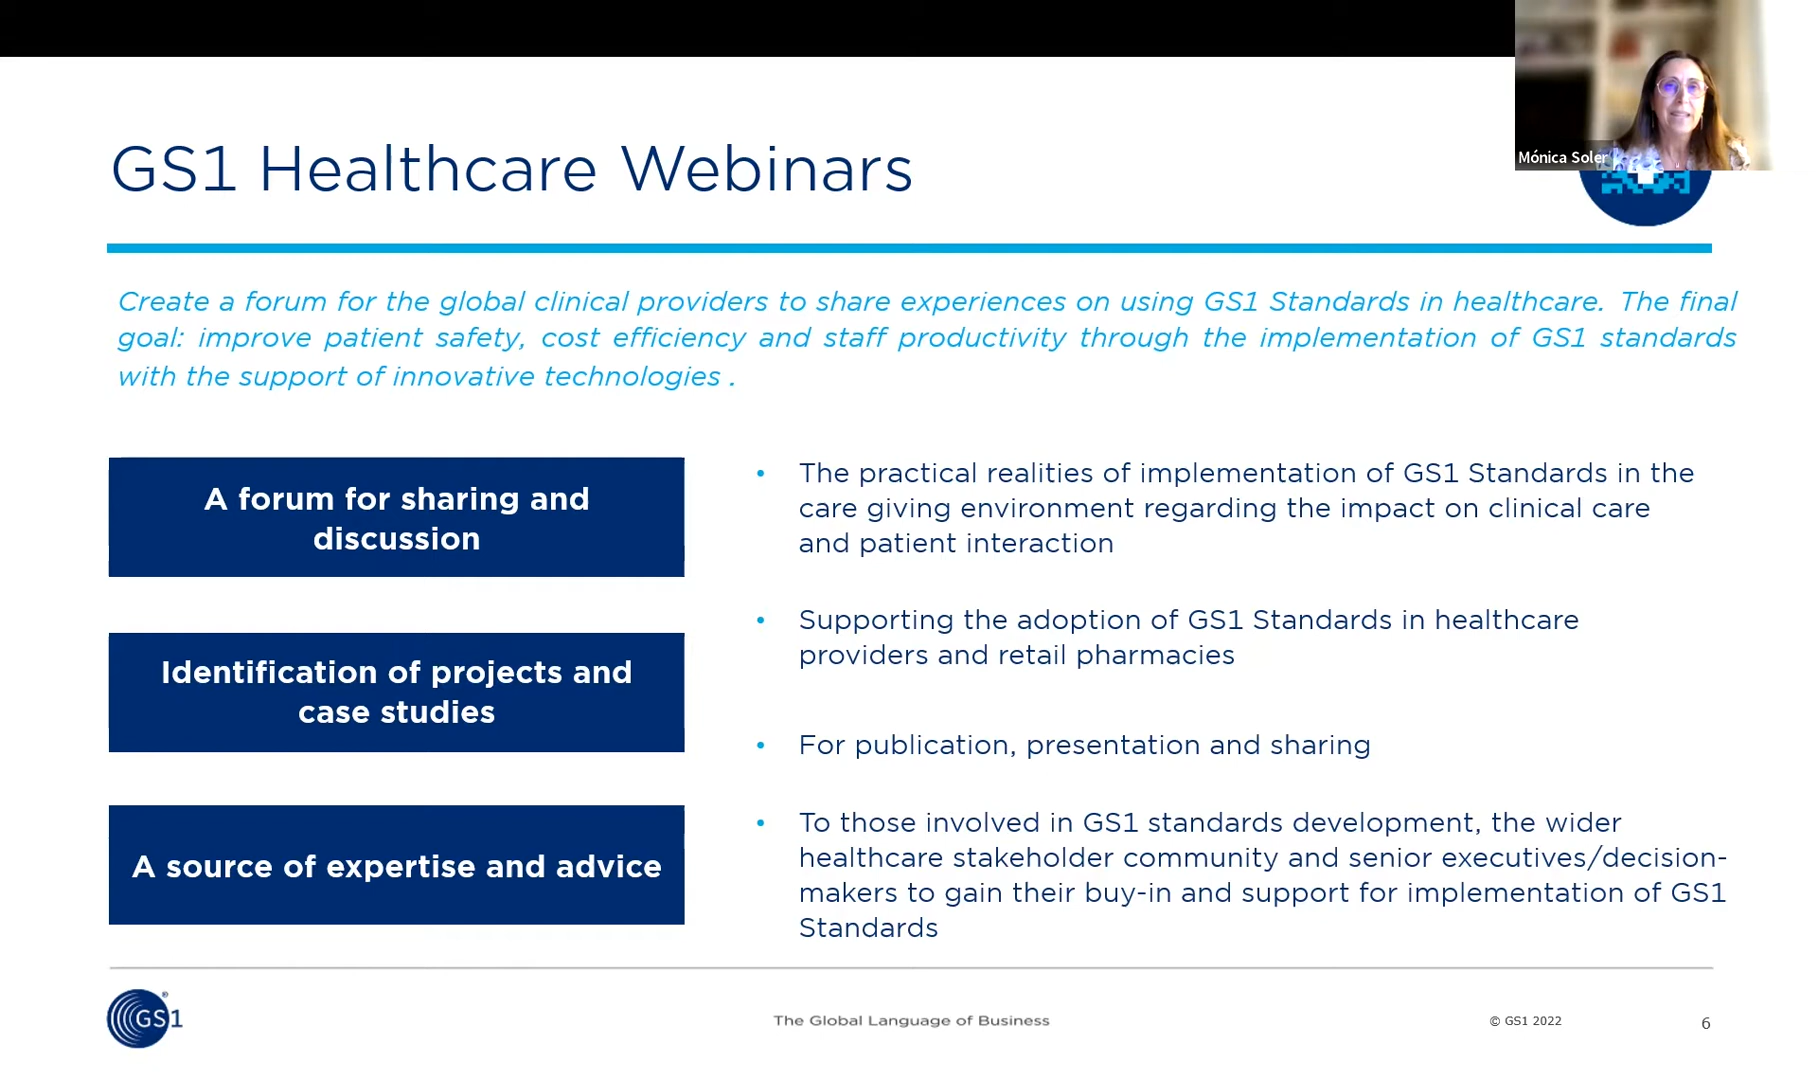 Mónica Soler
GS1 Healthcare Webinars
Create a forum for the global clinical providers to share experiences on using GS1 Standards in healthcare. The final
goal: improve patient safety, cost efficiency and staff productivity through the implementation of GS1 standards
with the support of innovative technologies .
A forum for sharing and
discussion
• The practical realities of implementation of GS1 Standards in the
care giving environment regarding the impact on clinical care
and patient interaction
Identification of projects and
case studies
• Supporting the adoption of GS1 Standards in healthcare
providers and retail pharmacies
• For publication, presentation and sharing
A source of expertise and advice
• To those involved in GS1 standards development, the wider
healthcare stakeholder community and senior executives/decision-
makers to gain their buy-in and support for implementation of GS1
Standards
GS1®
The Global Language of Business
© GS1 2022
6